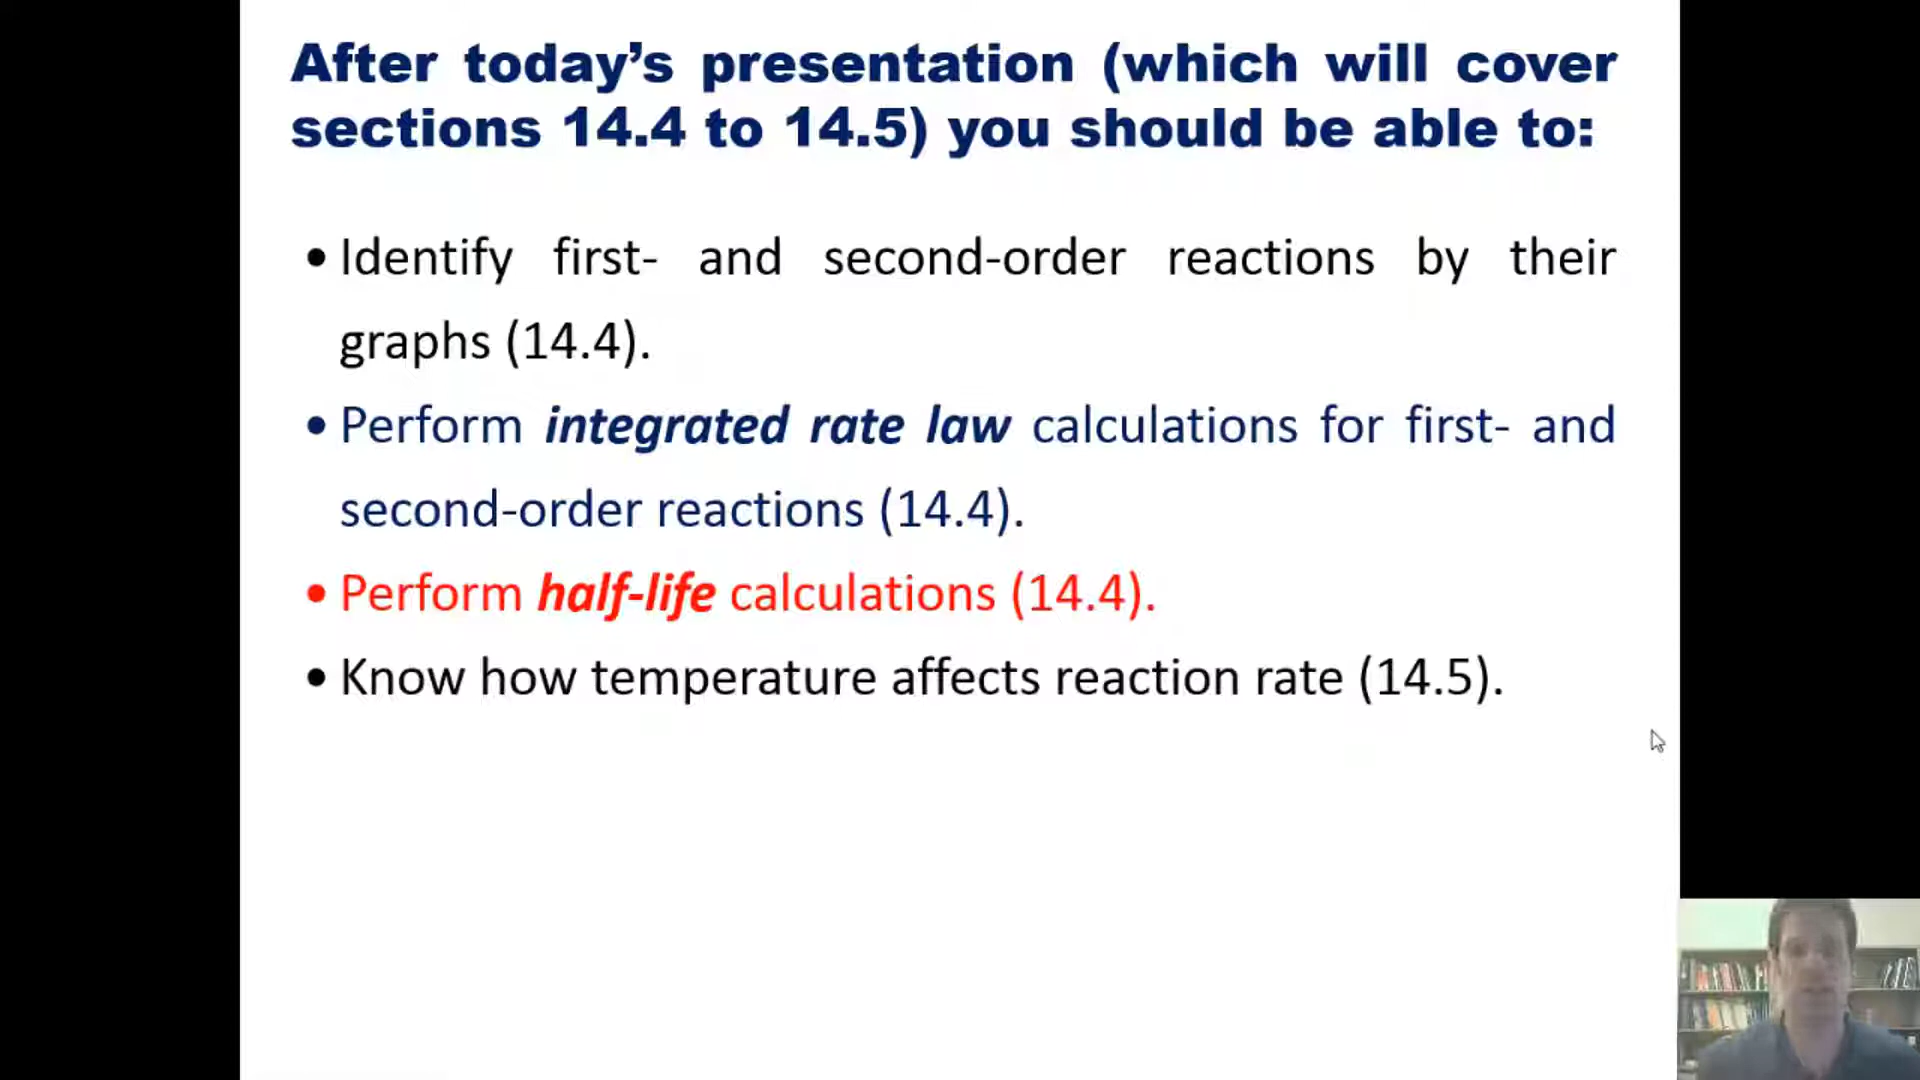 After today’s presentation (which will cover
sections 14.4 to 14.5) you should be able to:
• Identify first- and second-order reactions by their
graphs (14.4).
• Perform integrated rate law calculations for first- and
second-order reactions (14.4).
• Perform half-life calculations (14.4).
• Know how temperature affects reaction rate (14.5).